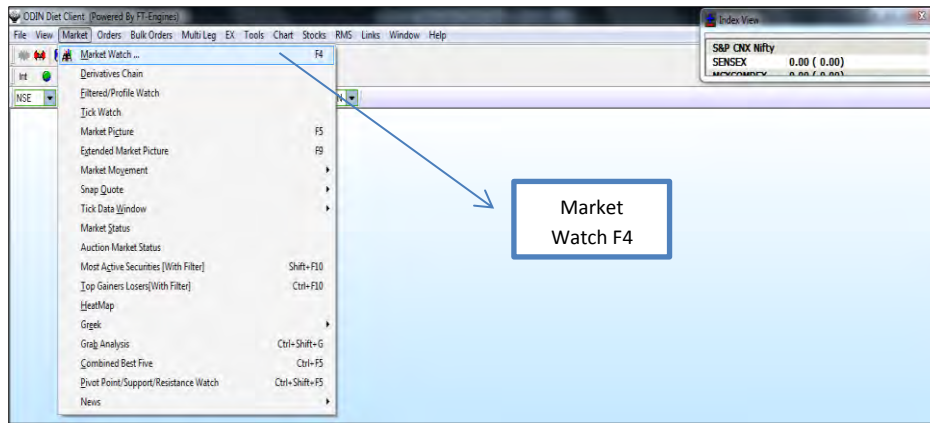 ODIN Diet Client (Powered By FT-Engines)
Index View
File View Market Orders Bulk Orders Multi Leg EX Tools Chart Stocks RMS Links Window Help
S&P CNX Nifty
SENSEX 0.00 ( 0.00)
MCXCOMDEX 0.00 ( 0.00)
Int
NSE
Market Watch ... F4
Derivatives Chain
Filtered/Profile Watch
Tick Watch
Market Picture F5
Extended Market Picture F9
Market Movement
Snap Quote
Tick Data Window
Market Status
Auction Market Status
Most Active Securities [With Filter] Shift+F10
Top Gainers Losers[With Filter] Ctrl+F10
HeatMap
Greek
Grab Analysis Ctrl+Shift+G
Combined Best Five Ctrl+F5
Pivot Point/Support/Resistance Watch Ctrl+Shift+F5
News
Market
Watch F4